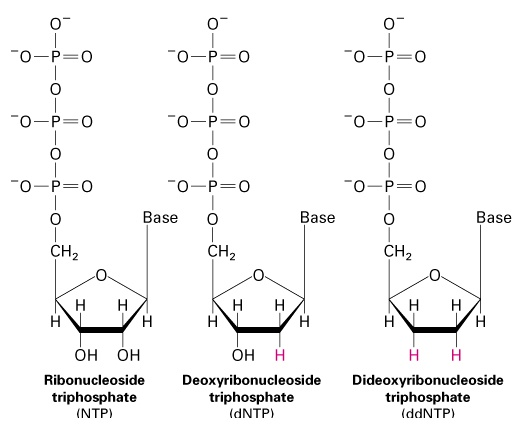 O⁻ O⁻ O⁻
⁻O—P=O ⁻O—P=O ⁻O—P=O
O O O
⁻O—P=O ⁻O—P=O ⁻O—P=O
O O O
⁻O—P=O ⁻O—P=O ⁻O—P=O
O Base O Base O Base
CH₂ CH₂ CH₂
O O O
H H H H H H
H H H H H H
OH OH OH H H H
Ribonucleoside Deoxyribonucleoside Dideoxyribonucleoside
triphosphate triphosphate triphosphate
(NTP) (dNTP) (ddNTP)